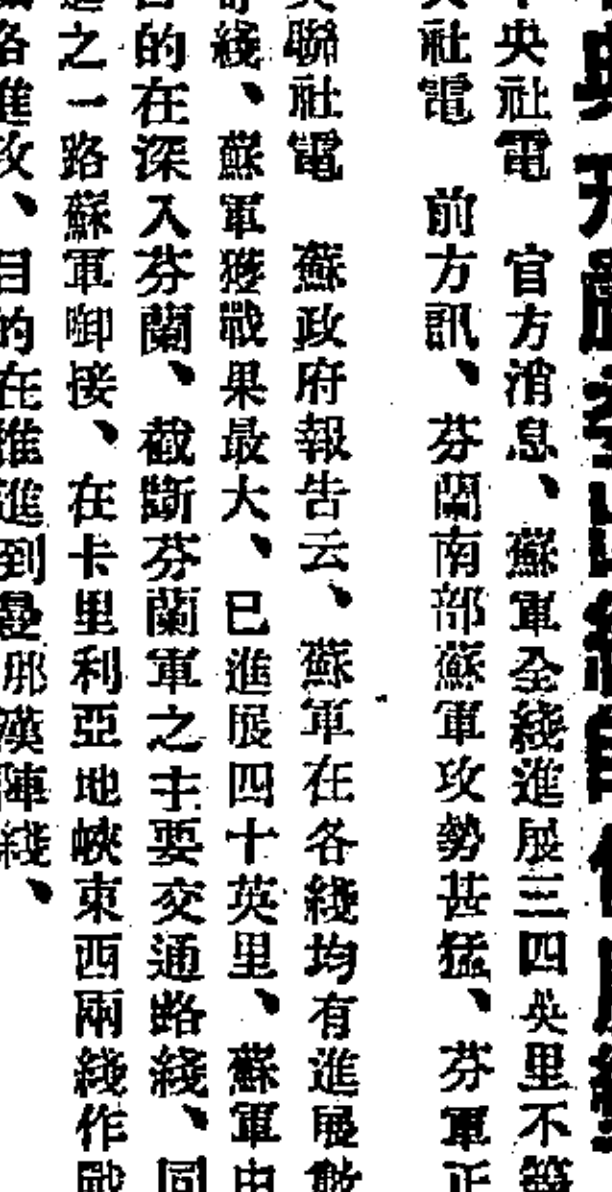 中央社電　官方消息、蘇軍全綫進展三四英里不等
社電　前方訊、芬蘭南部蘇軍攻勢甚猛、芬軍正
聯社電　蘇政府報告云、蘇軍在各綫均有進展
綫、蘇軍獲戰果最大、已進展四十英里、蘇軍由
的在深入芬蘭、截斷芬蘭軍之主要交通路綫、同
之一路蘇軍啣接、在卡里利亞地峽東西兩綫作戰
路進攻、目的在推進到曼那漢陣綫、